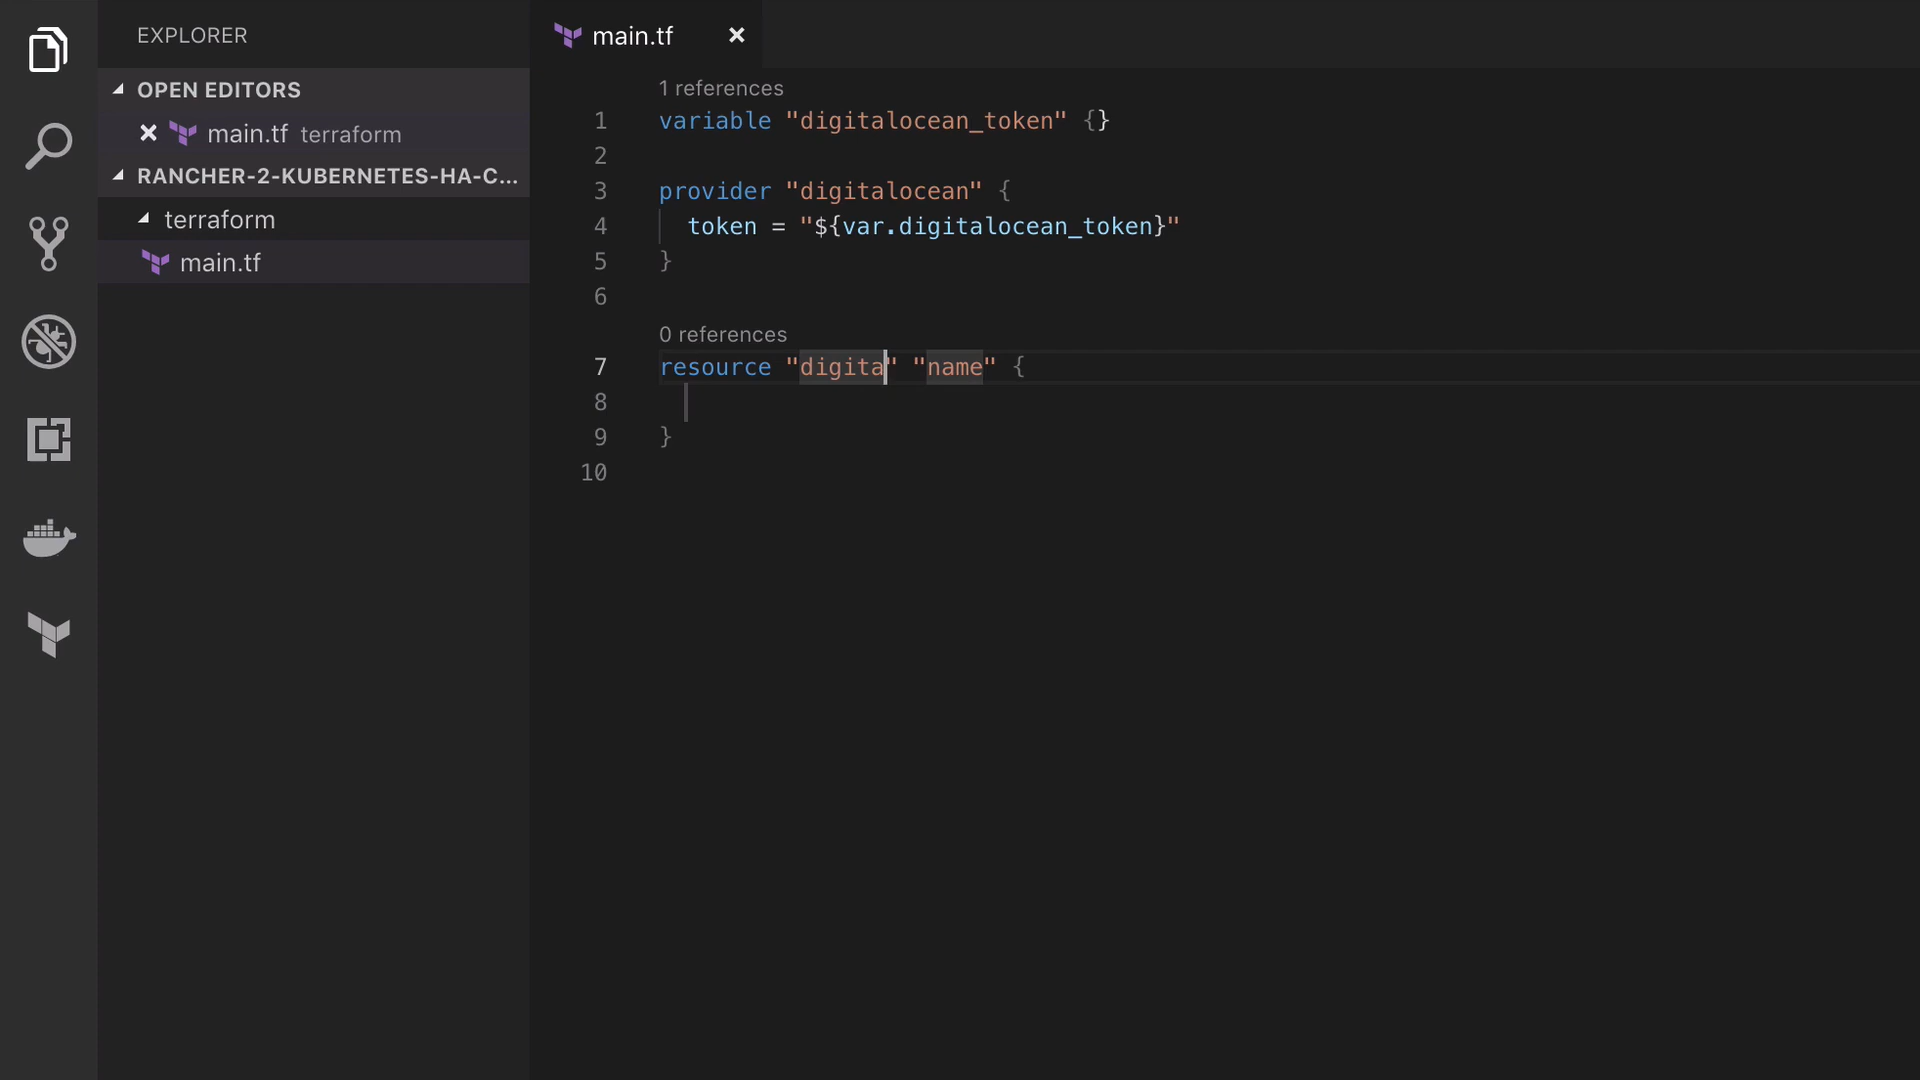 EXPLORER
OPEN EDITORS
main.tf terraform
RANCHER-2-KUBERNETES-HA-C...
terraform
main.tf
main.tf
1 references
1 variable "digitalocean_token" {}
2
3 provider "digitalocean" {
4 token = "${var.digitalocean_token}"
5 }
6
0 references
7 resource "digita" "name" {
8
9 }
10